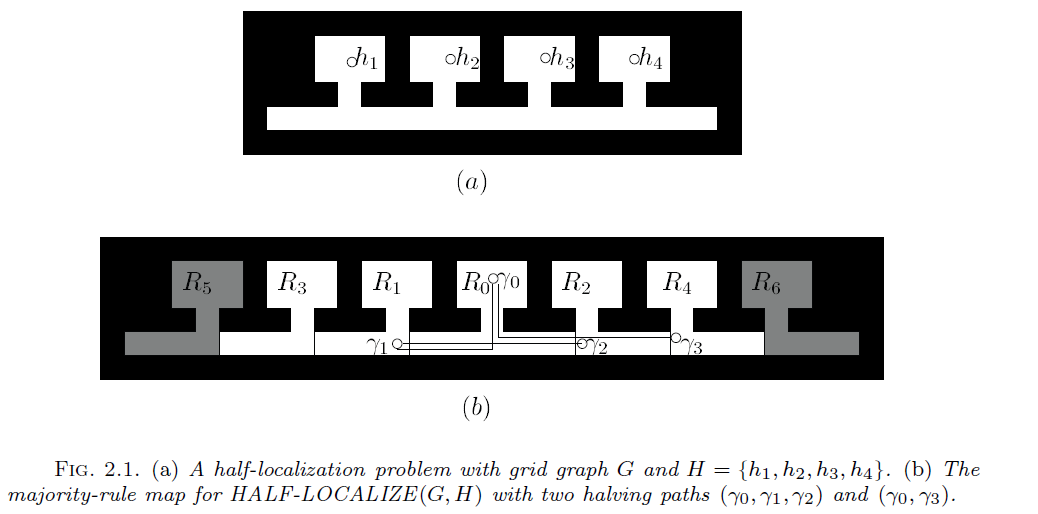 h₁ h₂ h₃ h₄
(a)
R₅ R₃ R₁ R₀ γ₀ R₂ R₄ R₆
γ₁ γ₂ γ₃
(b)
FIG. 2.1. (a) A half-localization problem with grid graph G and H = {h₁, h₂, h₃, h₄}. (b) The
majority-rule map for HALF-LOCALIZE(G, H) with two halving paths (γ₀, γ₁, γ₂) and (γ₀, γ₃).